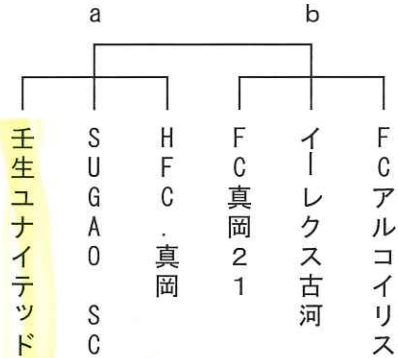 a
b
壬生ユナイテッド
SUGAO SC
HFC.真岡
FC真岡21
イーレクス古河
FCアルコイリス